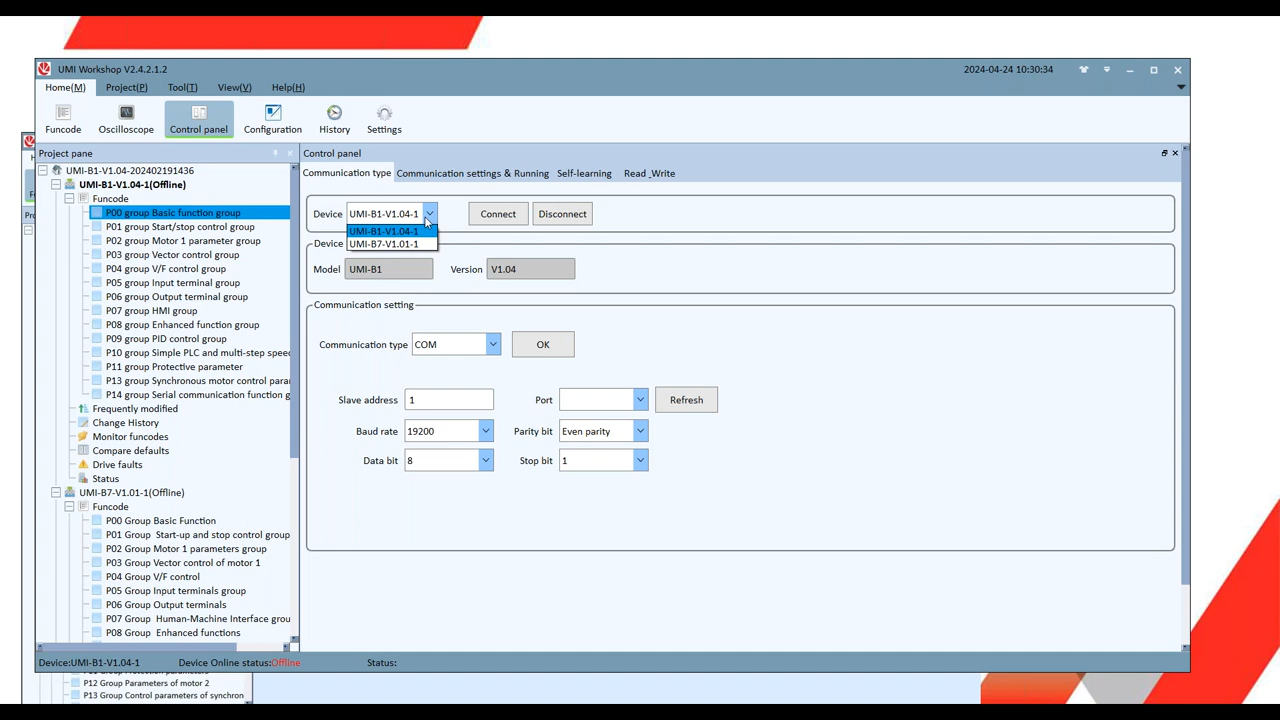 UMI Workshop V2.4.2.1.2
2024-04-24 10:30:34
Home(M) Project(P) Tool(T) View(V) Help(H)
Funcode Oscilloscope Control panel Configuration History Settings
Project pane
UMI-B1-V1.04-202402191436
UMI-B1-V1.04-1(Offline)
Funcode
P00 group Basic function group
P01 group Start/stop control group
P02 group Motor 1 parameter group
P03 group Vector control group
P04 group V/F control group
P05 group Input terminal group
P06 group Output terminal group
P07 group HMI group
P08 group Enhanced function group
P09 group PID control group
P10 group Simple PLC and multi-step speed
P11 group Protective parameter
P13 group Synchronous motor control para
P14 group Serial communication function g
Frequently modified
Change History
Monitor funcodes
Compare defaults
Drive faults
Status
UMI-B7-V1.01-1(Offline)
Funcode
P00 Group Basic Function
P01 Group Start-up and stop control group
P02 Group Motor 1 parameters group
P03 Group Vector control of motor 1
P04 Group V/F control
P05 Group Input terminals group
P06 Group Output terminals
P07 Group Human-Machine Interface grou
P08 Group Enhanced functions
Control panel
Communication type Communication settings & Running Self-learning Read _Write
Device UMI-B1-V1.04-1 Connect Disconnect
UMI-B1-V1.04-1
UMI-B7-V1.01-1
Device
Model UMI-B1 Version V1.04
Communication setting
Communication type COM OK
Slave address 1 Port Refresh
Baud rate 19200 Parity bit Even parity
Data bit 8 Stop bit 1
Device:UMI-B1-V1.04-1 Device Online status:Offline Status:
P12 Group Parameters of motor 2
P13 Group Control parameters of synchron